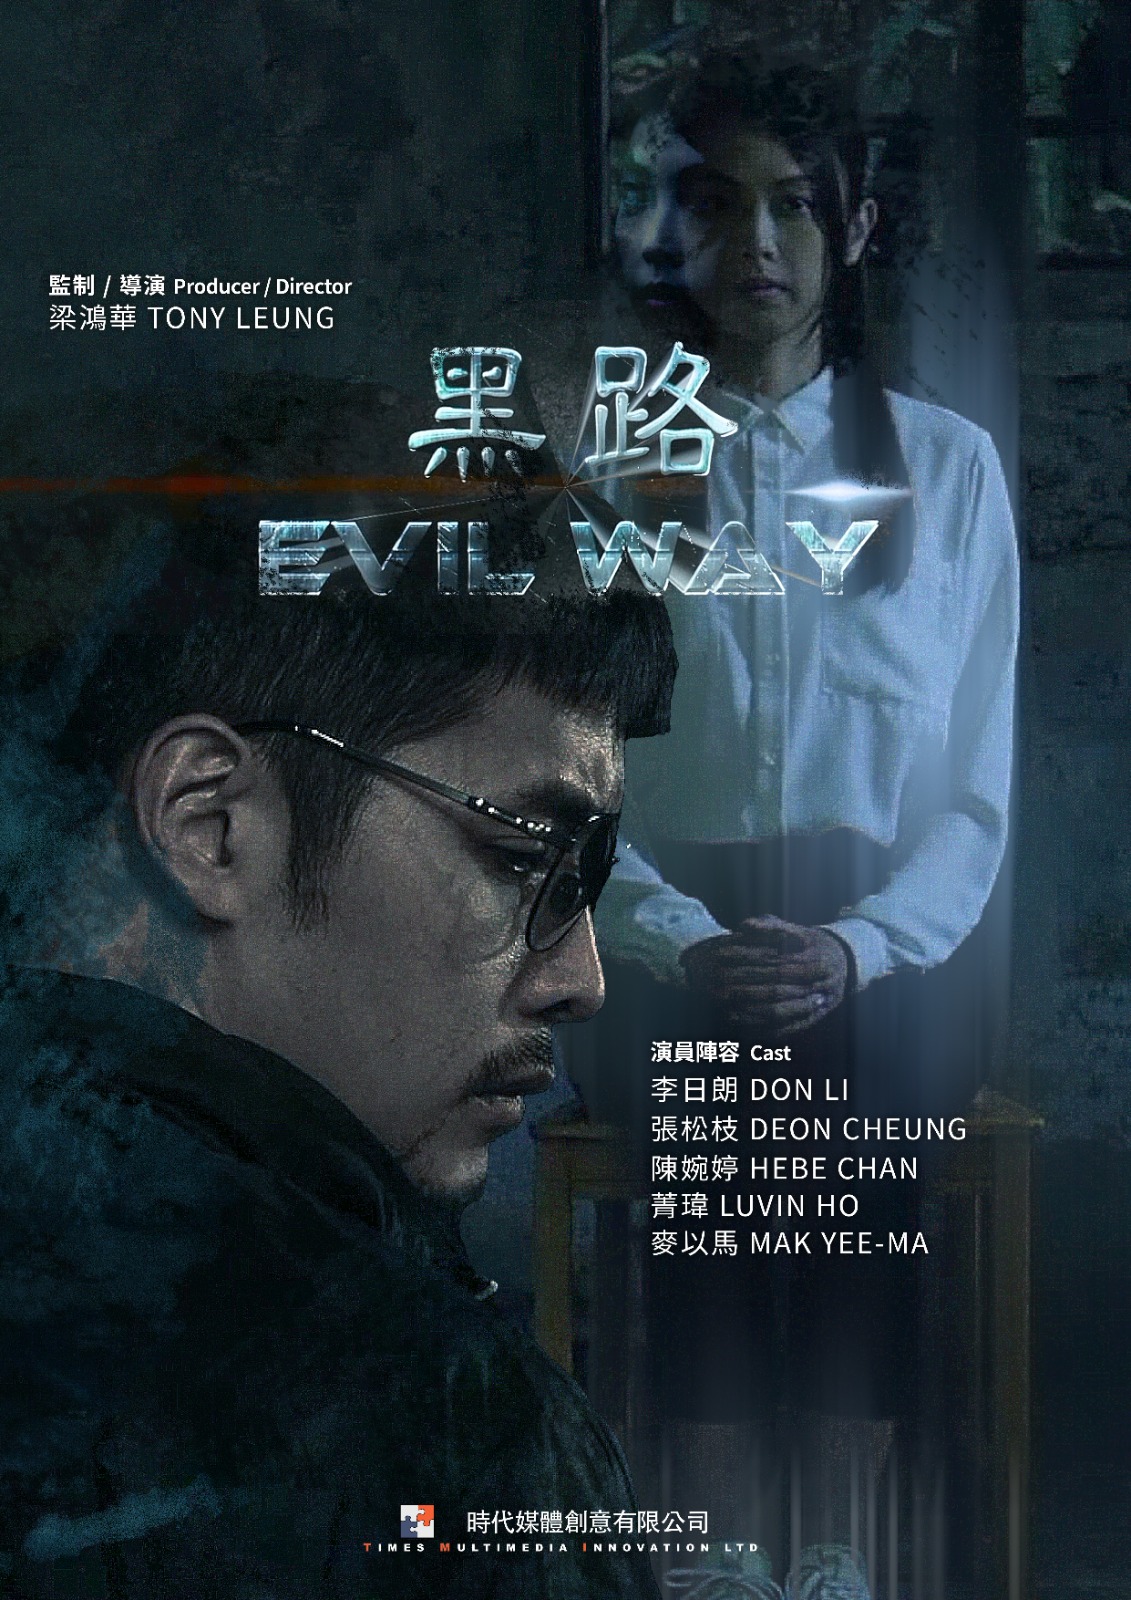 監制 / 導演 Producer / Director
梁鴻華 TONY LEUNG
黑路
EVIL WAY
演員陣容 Cast
李日朗 DON LI
張松枝 DEON CHEUNG
陳婉婷 HEBE CHAN
菁瑋 LUVIN HO
麥以馬 MAK YEE-MA
時代媒體創意有限公司
TIMES MULTIMEDIA INNOVATION LTD